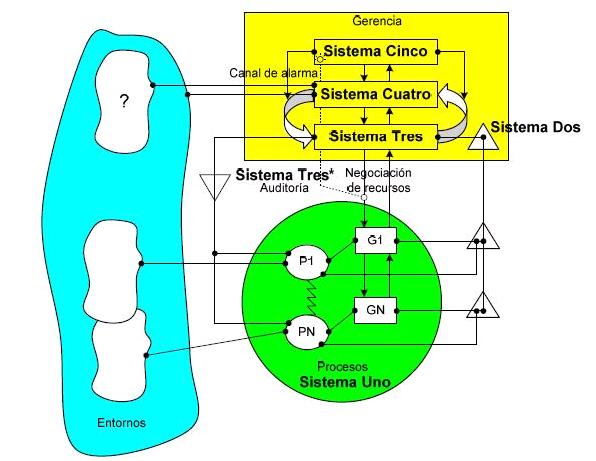 Gerencia
Sistema Cinco
Canal de alarma
?
Sistema Cuatro
Sistema Tres
Sistema Dos
Sistema Tres*
Auditoría
Negociación
de recursos
G1
P1
GN
PN
Procesos
Sistema Uno
Entornos